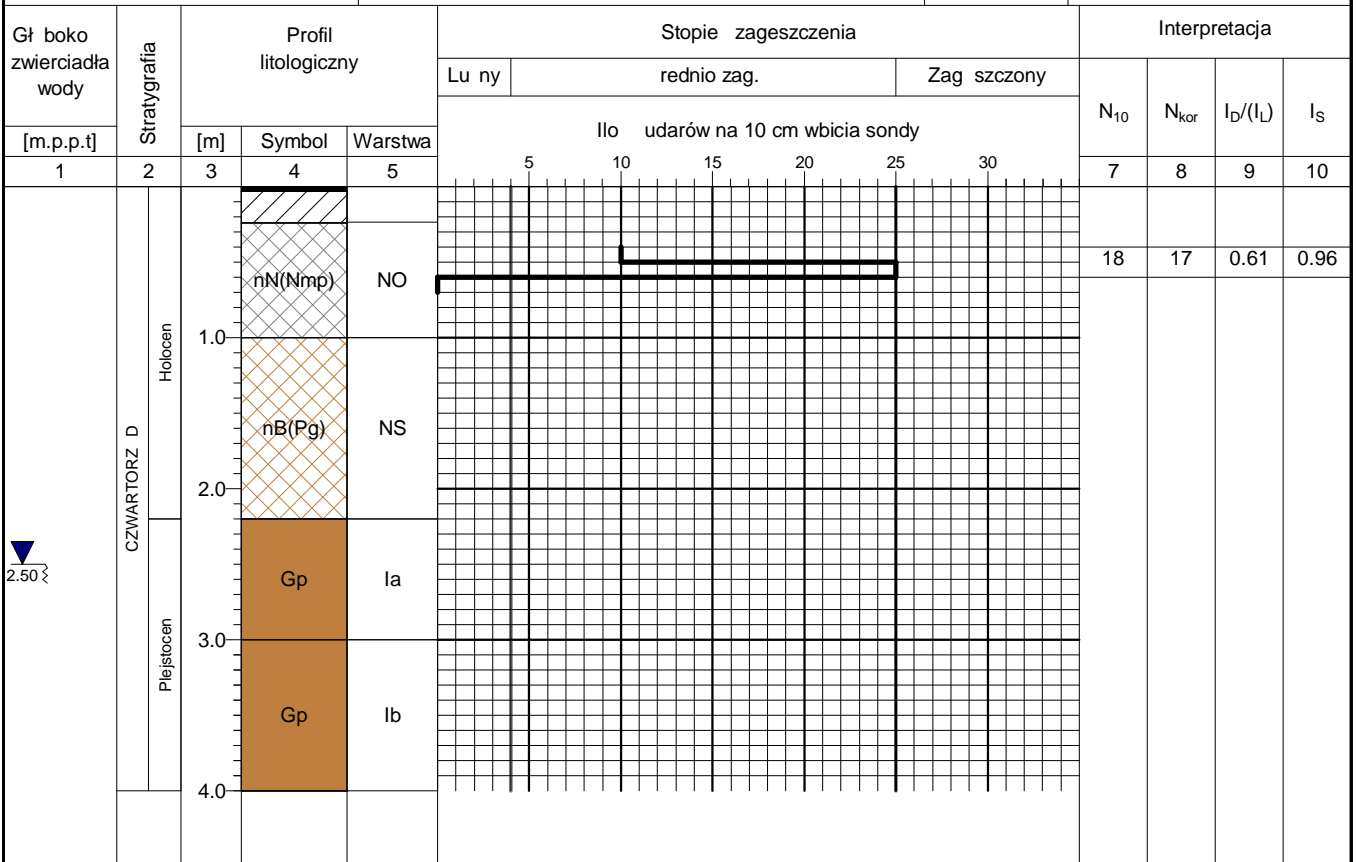 Gł boko
zwierciadła
wody
[m.p.p.t]
1
Stratygrafia
2
Profil
litologiczny
[m]
Symbol
Warstwa
3
4
5
Stopie zageszczenia
Lu ny
rednio zag.
Zag szczony
Ilo udarów na 10 cm wbicia sondy
5 10 15 20 25 30
Interpretacja
N10
Nkor
ID/(IL)
IS
7
8
9
10
nN(Nmp)
NO
18
17
0.61
0.96
1.0
Holocen
CZWARTORZ D
nB(Pg)
NS
2.0
2.50
Gp
Ia
3.0
Plejstocen
Gp
Ib
4.0